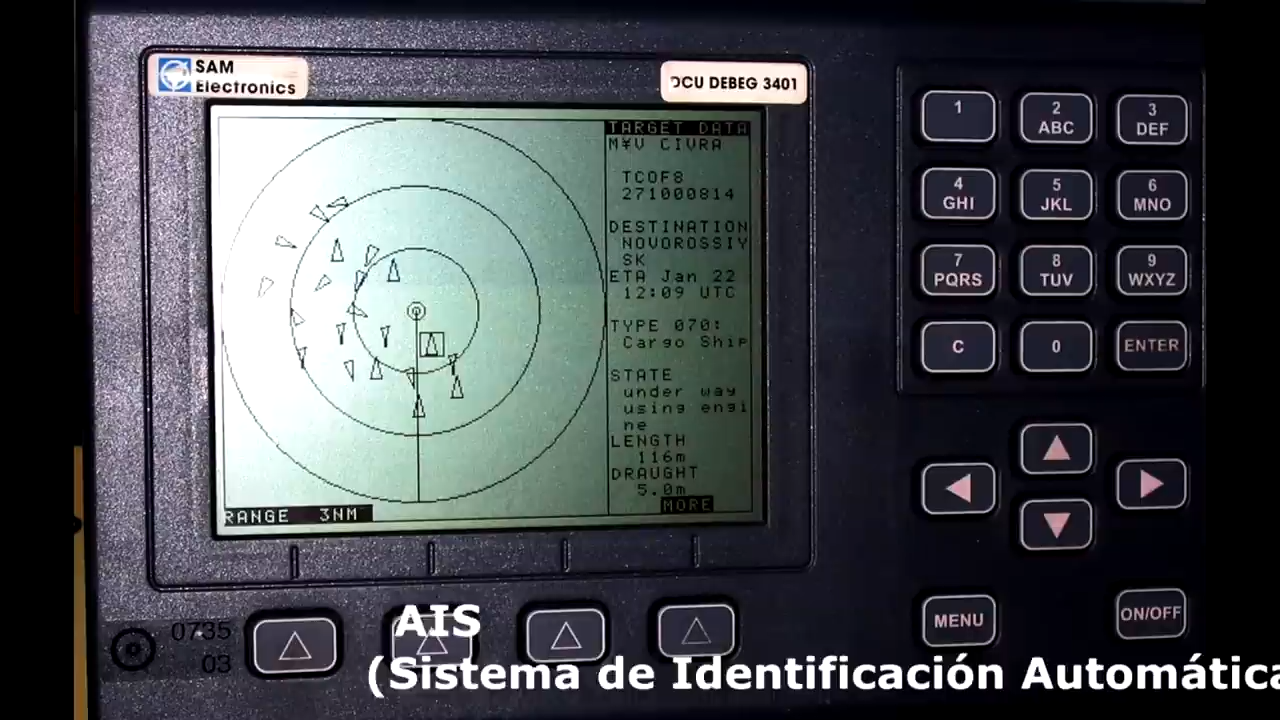 SAM
Electronics
DCU DEBEG 3401
TARGET DATA
M¥V CIVRA
TCOF8
271000814
DESTINATION
NOVOROSSIY
SK
ETA Jan 22
12:09 UTC
TYPE 070:
Cargo Ship
STATE
under way
using engi
ne
LENGTH
116m
DRAUGHT
5.0m
MORE
RANGE 3NM
1
2
ABC
3
DEF
4
GHI
5
JKL
6
MNO
7
PQRS
8
TUV
9
WXYZ
C
0
ENTER
MENU
ON/OFF
0735
03
AIS
(Sistema de Identificación Automática